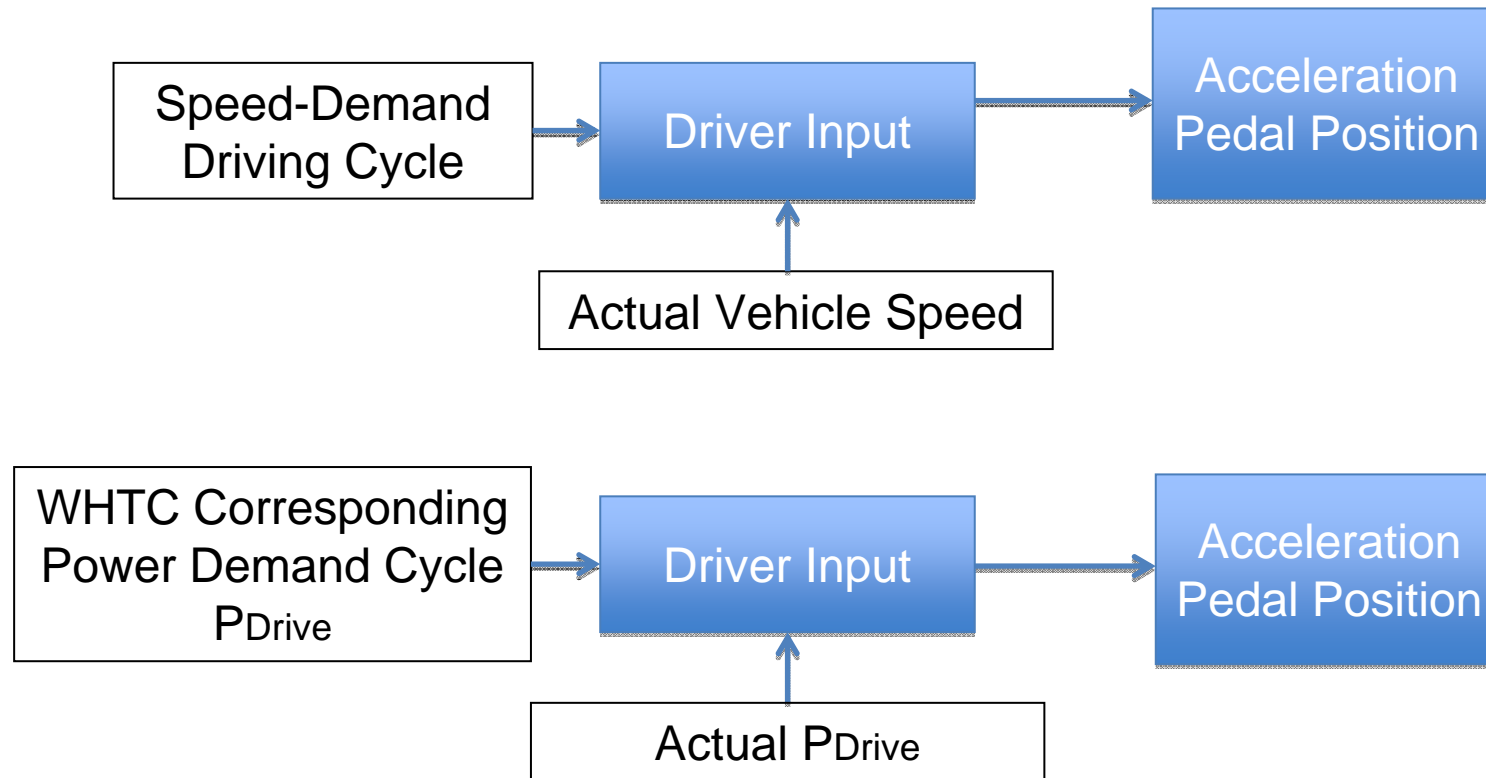 Speed-Demand
Driving Cycle
Driver Input
Acceleration
Pedal Position
Actual Vehicle Speed
WHTC Corresponding
Power Demand Cycle
PDrive
Driver Input
Acceleration
Pedal Position
Actual PDrive